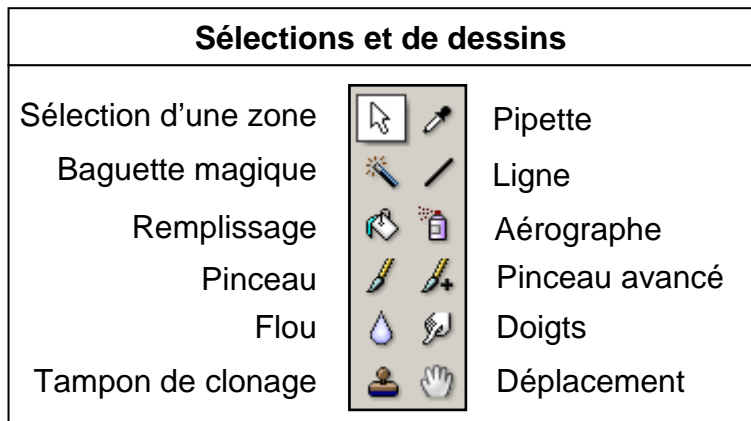 Sélections et de dessins
Sélection d'une zone
Pipette
Baguette magique
Ligne
Remplissage
Aérographe
Pinceau
Pinceau avancé
Flou
Doigts
Tampon de clonage
Déplacement